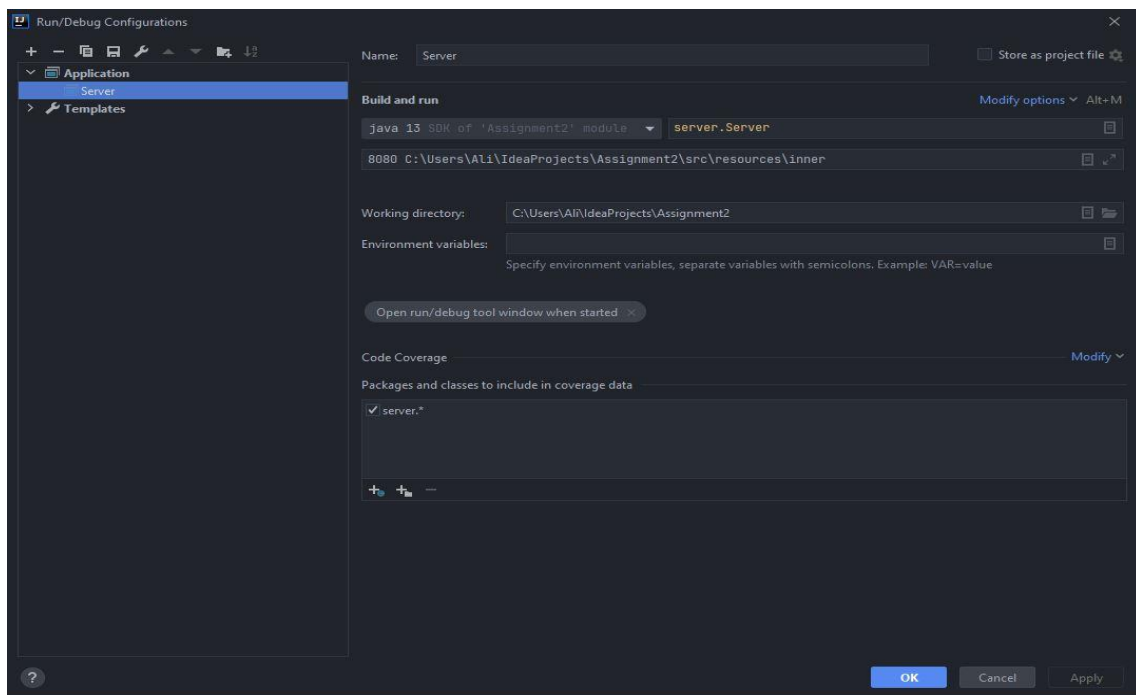 Run/Debug Configurations
Application
Server
Templates
Name: Server
Store as project file
Build and run
Modify options Alt+M
java 13 SDK of 'Assignment2' module server.Server
8080 C:\Users\Ali\IdeaProjects\Assignment2\src\resources\inner
Working directory: C:\Users\Ali\IdeaProjects\Assignment2
Environment variables:
Specify environment variables, separate variables with semicolons. Example: VAR=value
Open run/debug tool window when started
Code Coverage Modify
Packages and classes to include in coverage data
server.*
? OK Cancel Apply